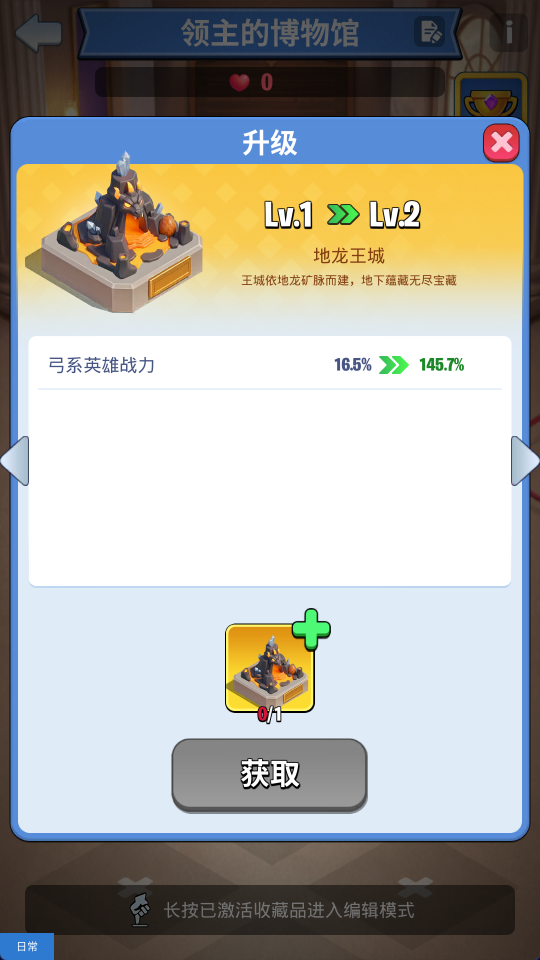 领主的博物馆
i
0
升级
Lv.1 Lv.2
地龙王城
王城依地龙矿脉而建，地下蕴藏无尽宝藏
弓系英雄战力 16.5% 145.7%
0/1
获取
长按已激活收藏品进入编辑模式
日常